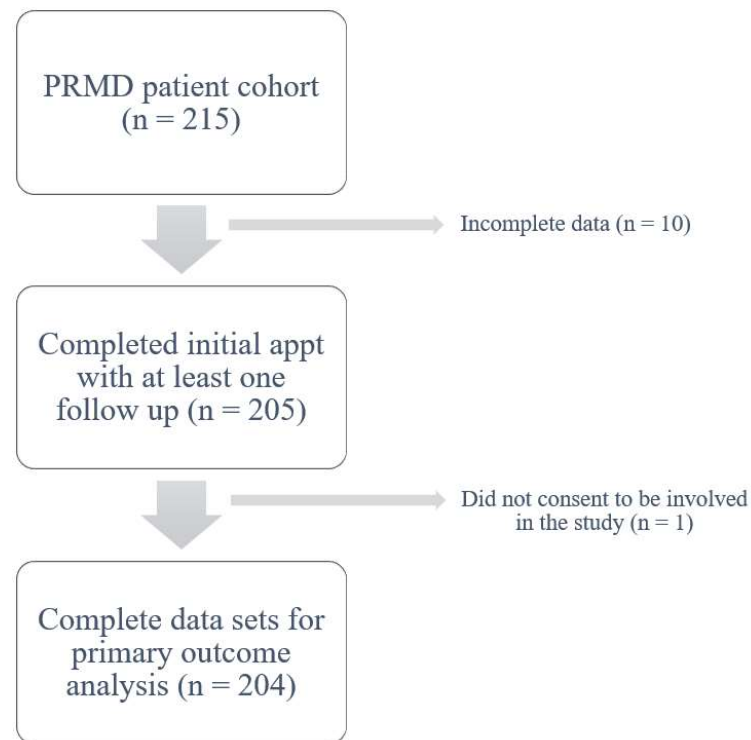 PRMD patient cohort
(n = 215)
Incomplete data (n = 10)
Completed initial appt
with at least one
follow up (n = 205)
Did not consent to be involved
in the study (n = 1)
Complete data sets for
primary outcome
analysis (n = 204)